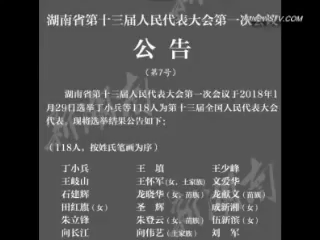 湖南省第十三届人民代表大会第一次会议
公 告
（第7号）
湖南省第十三届人民代表大会第一次会议于2018年1
月29日选举丁小兵等118人为第十三届全国人民代表大会
代表。现将选举结果公告如下：
（118人，按姓氏笔画为序）
丁小兵 王 填 王少峰
王岐山 王怀军（女，土家族） 文爱华
石建辉 龙晓华（女，苗族） 龙献文（苗族）
田红旗（女） 圣 辉 成新湘（女）
朱立锋 朱登云（女，苗族） 伍新滨（女）
向长江 向伟艺（土家族） 刘 军